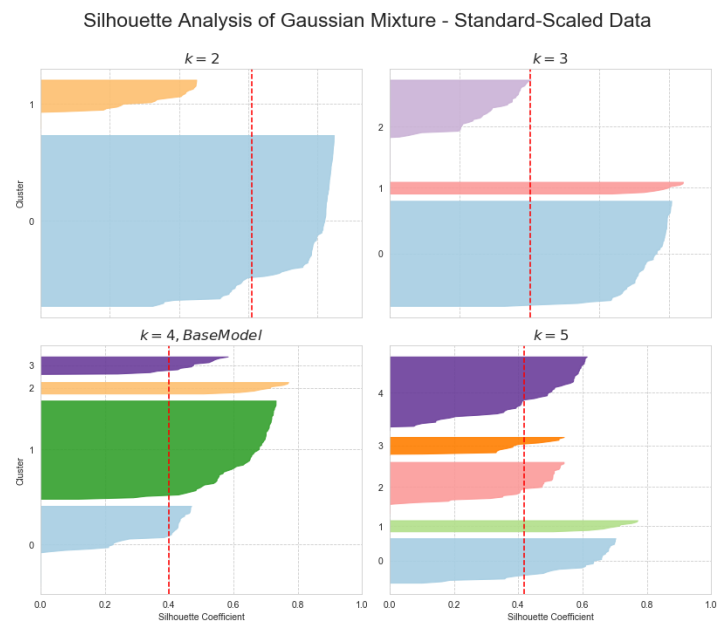 Silhouette Analysis of Gaussian Mixture - Standard-Scaled Data
k = 2
k = 3
1
0
Cluster
2
1
0
k = 4, BaseModel
k = 5
3
2
1
0
Cluster
0.0 0.2 0.4 0.6 0.8 1.0
Silhouette Coefficient
4
3
2
1
0
0.0 0.2 0.4 0.6 0.8 1.0
Silhouette Coefficient